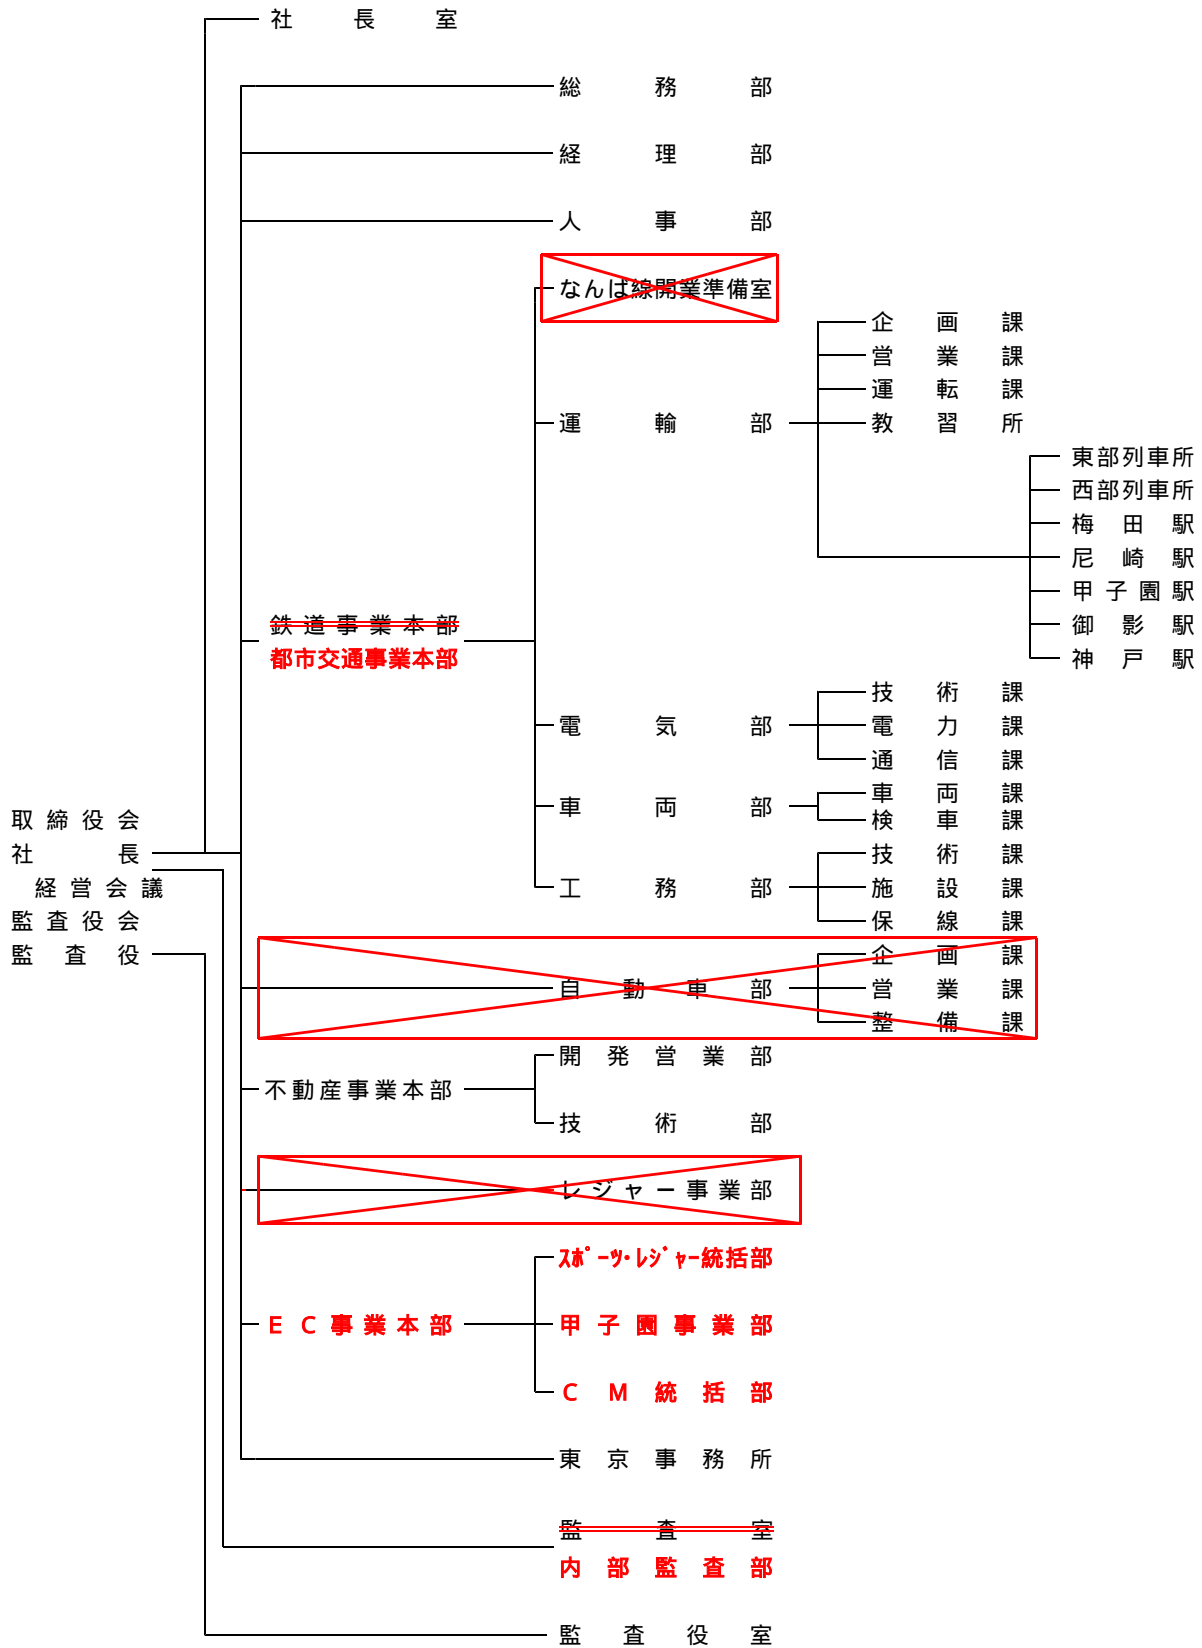 社長室
総務部
経理部
人事部
なんば線開業準備室
企画課
営業課
運転課
運輸部
教習所
東部列車所
西部列車所
梅田駅
尼崎駅
甲子園駅
御影駅
神戸駅
鉄道事業本部
都市交通事業本部
技術課
電気部
電力課
通信課
車両部
車両課
検車課
取締役会
社長
経営会議
監査役会
監査役
技術課
工務部
施設課
保線課
企画課
自動車部
営業課
整備課
開発営業部
不動産事業本部
技術部
レジャー事業部
スポーツ・レジャー統括部
EC事業本部
甲子園事業部
CM統括部
東京事務所
監査室
内部監査部
監査役室